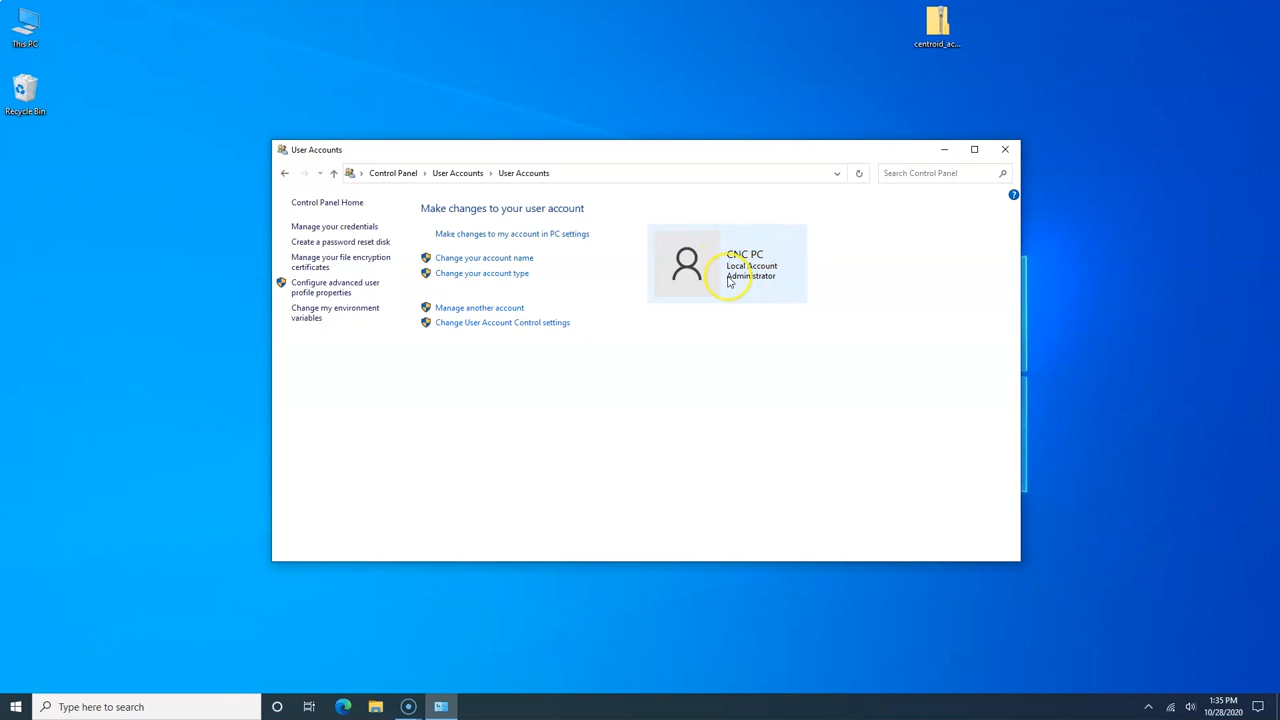 This PC
Recycle Bin
centroid_ac...
User Accounts
Control Panel
User Accounts
User Accounts
Search Control Panel
Control Panel Home
Manage your credentials
Create a password reset disk
Manage your file encryption
certificates
Configure advanced user
profile properties
Change my environment
variables
Make changes to your user account
Make changes to my account in PC settings
Change your account name
Change your account type
Manage another account
Change User Account Control settings
CNC PC
Local Account
Administrator
Type here to search
1:35 PM
10/28/2020